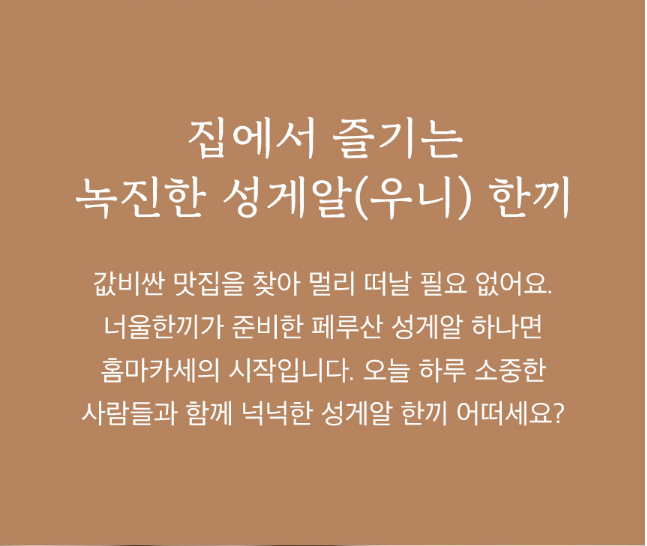 집에서 즐기는
녹진한 성게알(우니) 한끼
값비싼 맛집을 찾아 멀리 떠날 필요 없어요.
너울한끼가 준비한 페루산 성게알 하나면
홈마카세의 시작입니다. 오늘 하루 소중한
사람들과 함께 넉넉한 성게알 한끼 어떠세요?